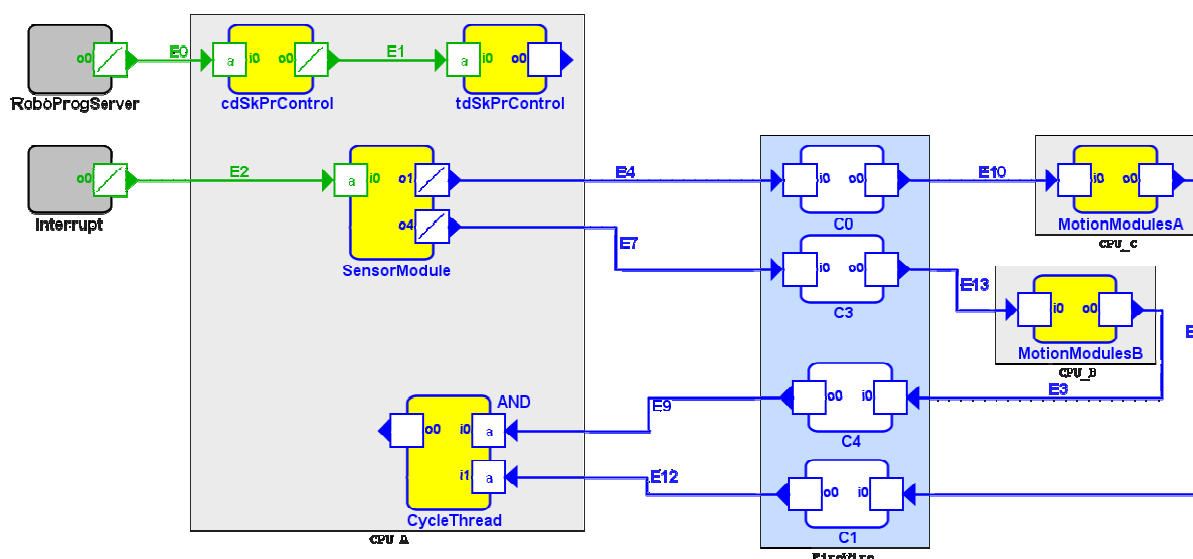 o0
E0
a
i0
o0
E1
a
i0
o0
RoboProgServer
cdSkPrControl
tdSkPrControl
o0
E2
a
i0
o1
E4
i0
o0
E10
i0
o0
Interrupt
o4
E7
C0
MotionModulesA
CPU_C
SensorModule
i0
o0
E13
C3
i0
o0
E
MotionModulesB
CPU_B
AND
E9
o0
i0
E3
o0
i0
a
C4
i1
a
E12
o0
i0
CycleThread
C1
CPU_A
FireWire